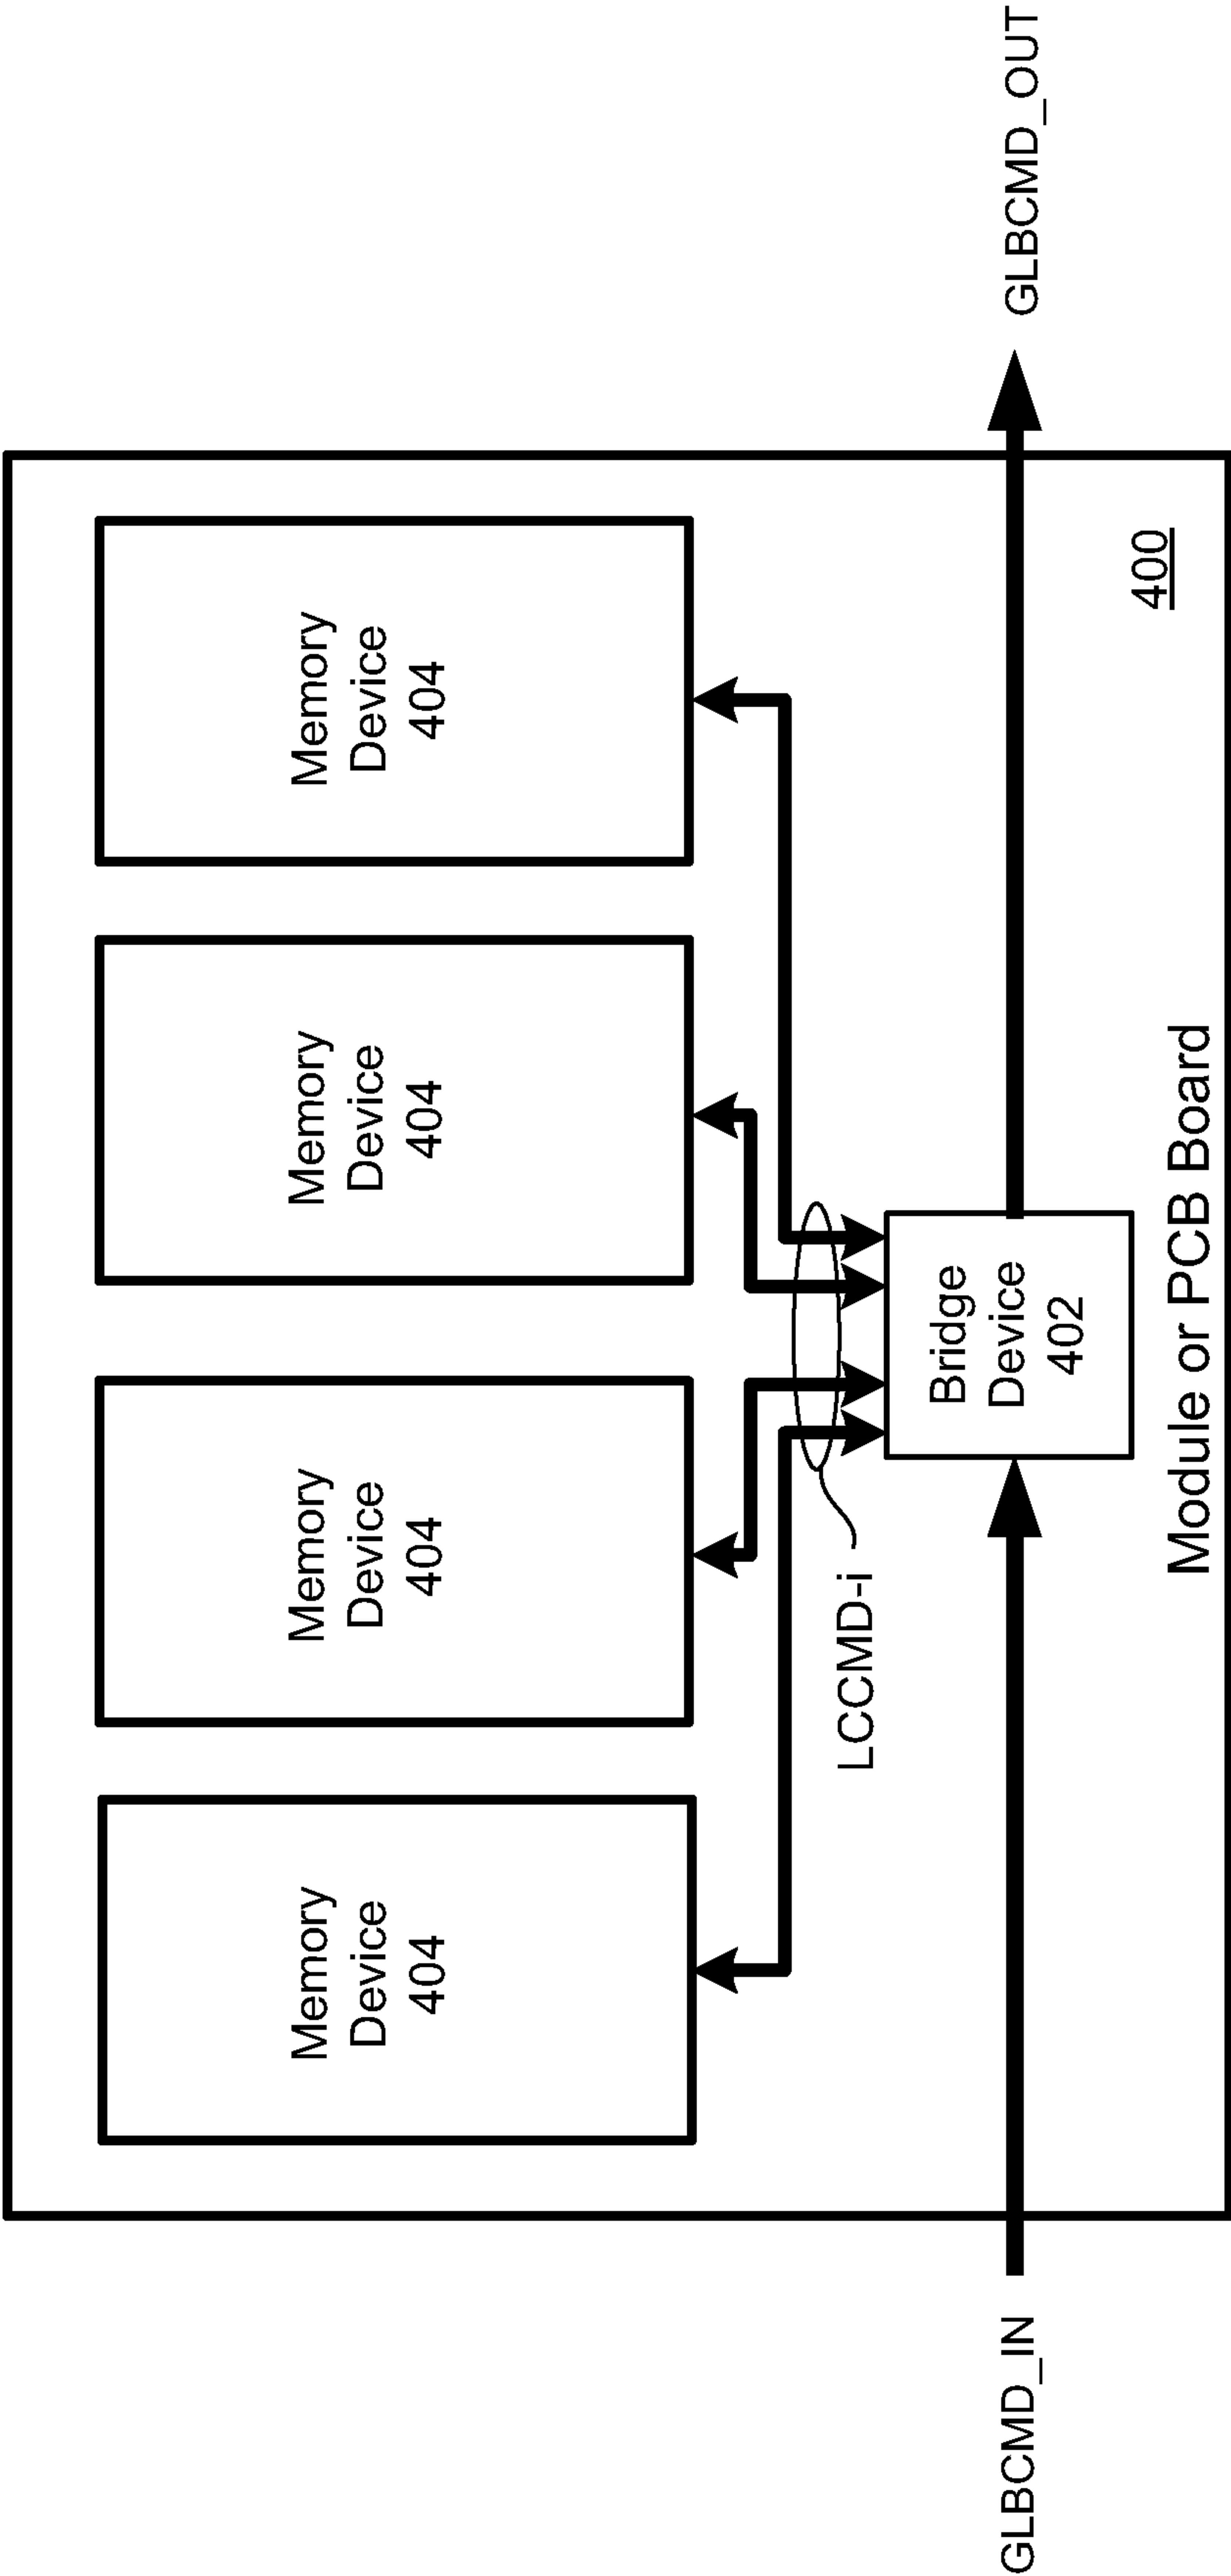 Memory
Device
404
Memory
Device
404
Memory
Device
404
Memory
Device
404
LCCMD-i
Bridge
Device
402
GLBCMD_IN
GLBCMD_OUT
400
Module or PCB Board